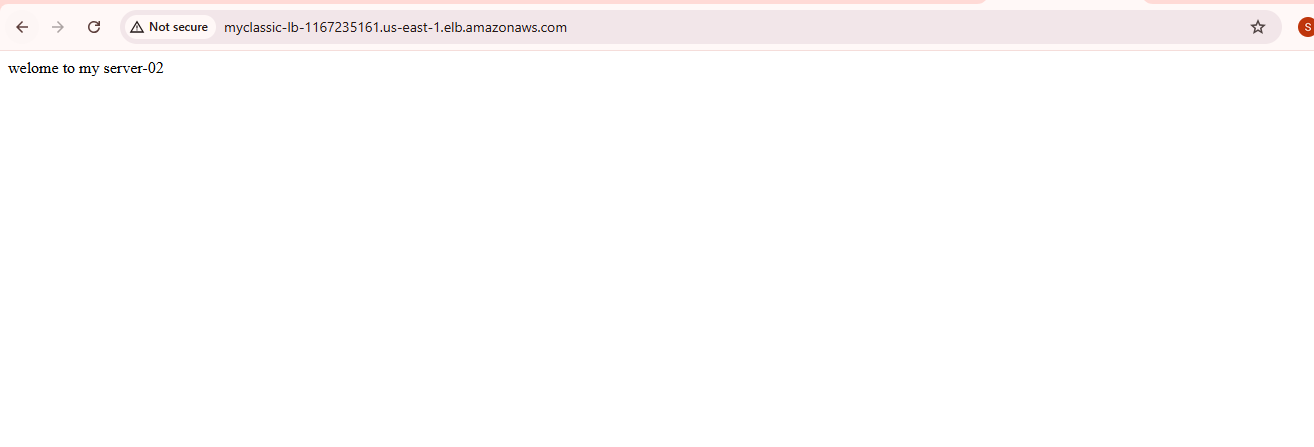 Not secure myclassic-lb-1167235161.us-east-1.elb.amazonaws.com S
welome to my server-02